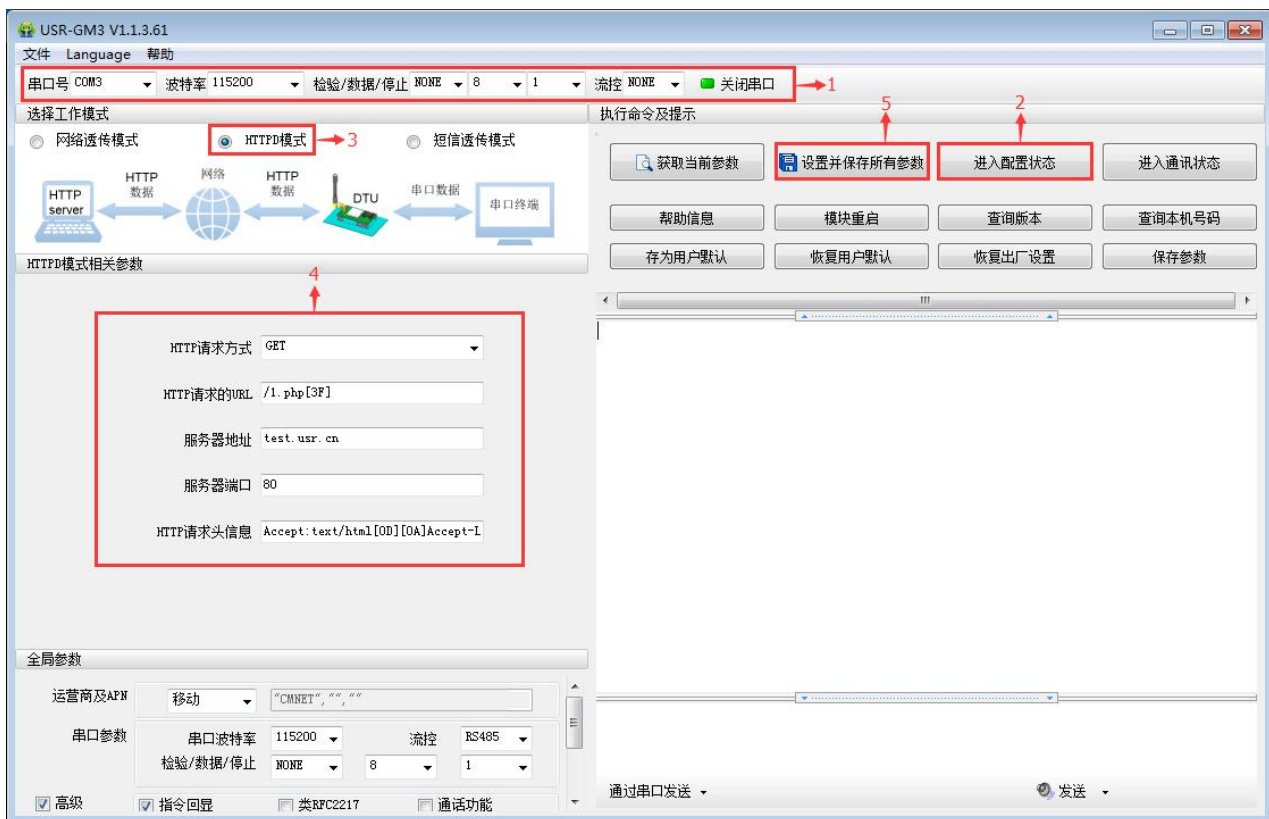 USR-GM3 V1.1.3.61
文件 Language 帮助
串口号 COM3 波特率 115200 检验/数据/停止 NONE 8 1 流控 NONE 关闭串口 1
选择工作模式
网络透传模式 HTTPD模式 3 短信透传模式
HTTP server
HTTP 数据
网络
HTTP 数据
DTU
串口数据
串口终端
HTTPD模式相关参数
4
HTTP请求方式 GET
HTTP请求的URL /1.php[3F]
服务器地址 test.usr.cn
服务器端口 80
HTTP请求头信息 Accept:text/html[0D][0A]Accept-L
全局参数
运营商及APN 移动 "CMNET","",""
串口参数 串口波特率 115200 流控 RS485
检验/数据/停止 NONE 8 1
高级 指令回显 类RFC2217 通话功能
执行命令及提示
5 2
获取当前参数 设置并保存所有参数 进入配置状态 进入通讯状态
帮助信息 模块重启 查询版本 查询本机号码
存为用户默认 恢复用户默认 恢复出厂设置 保存参数
通过串口发送 发送